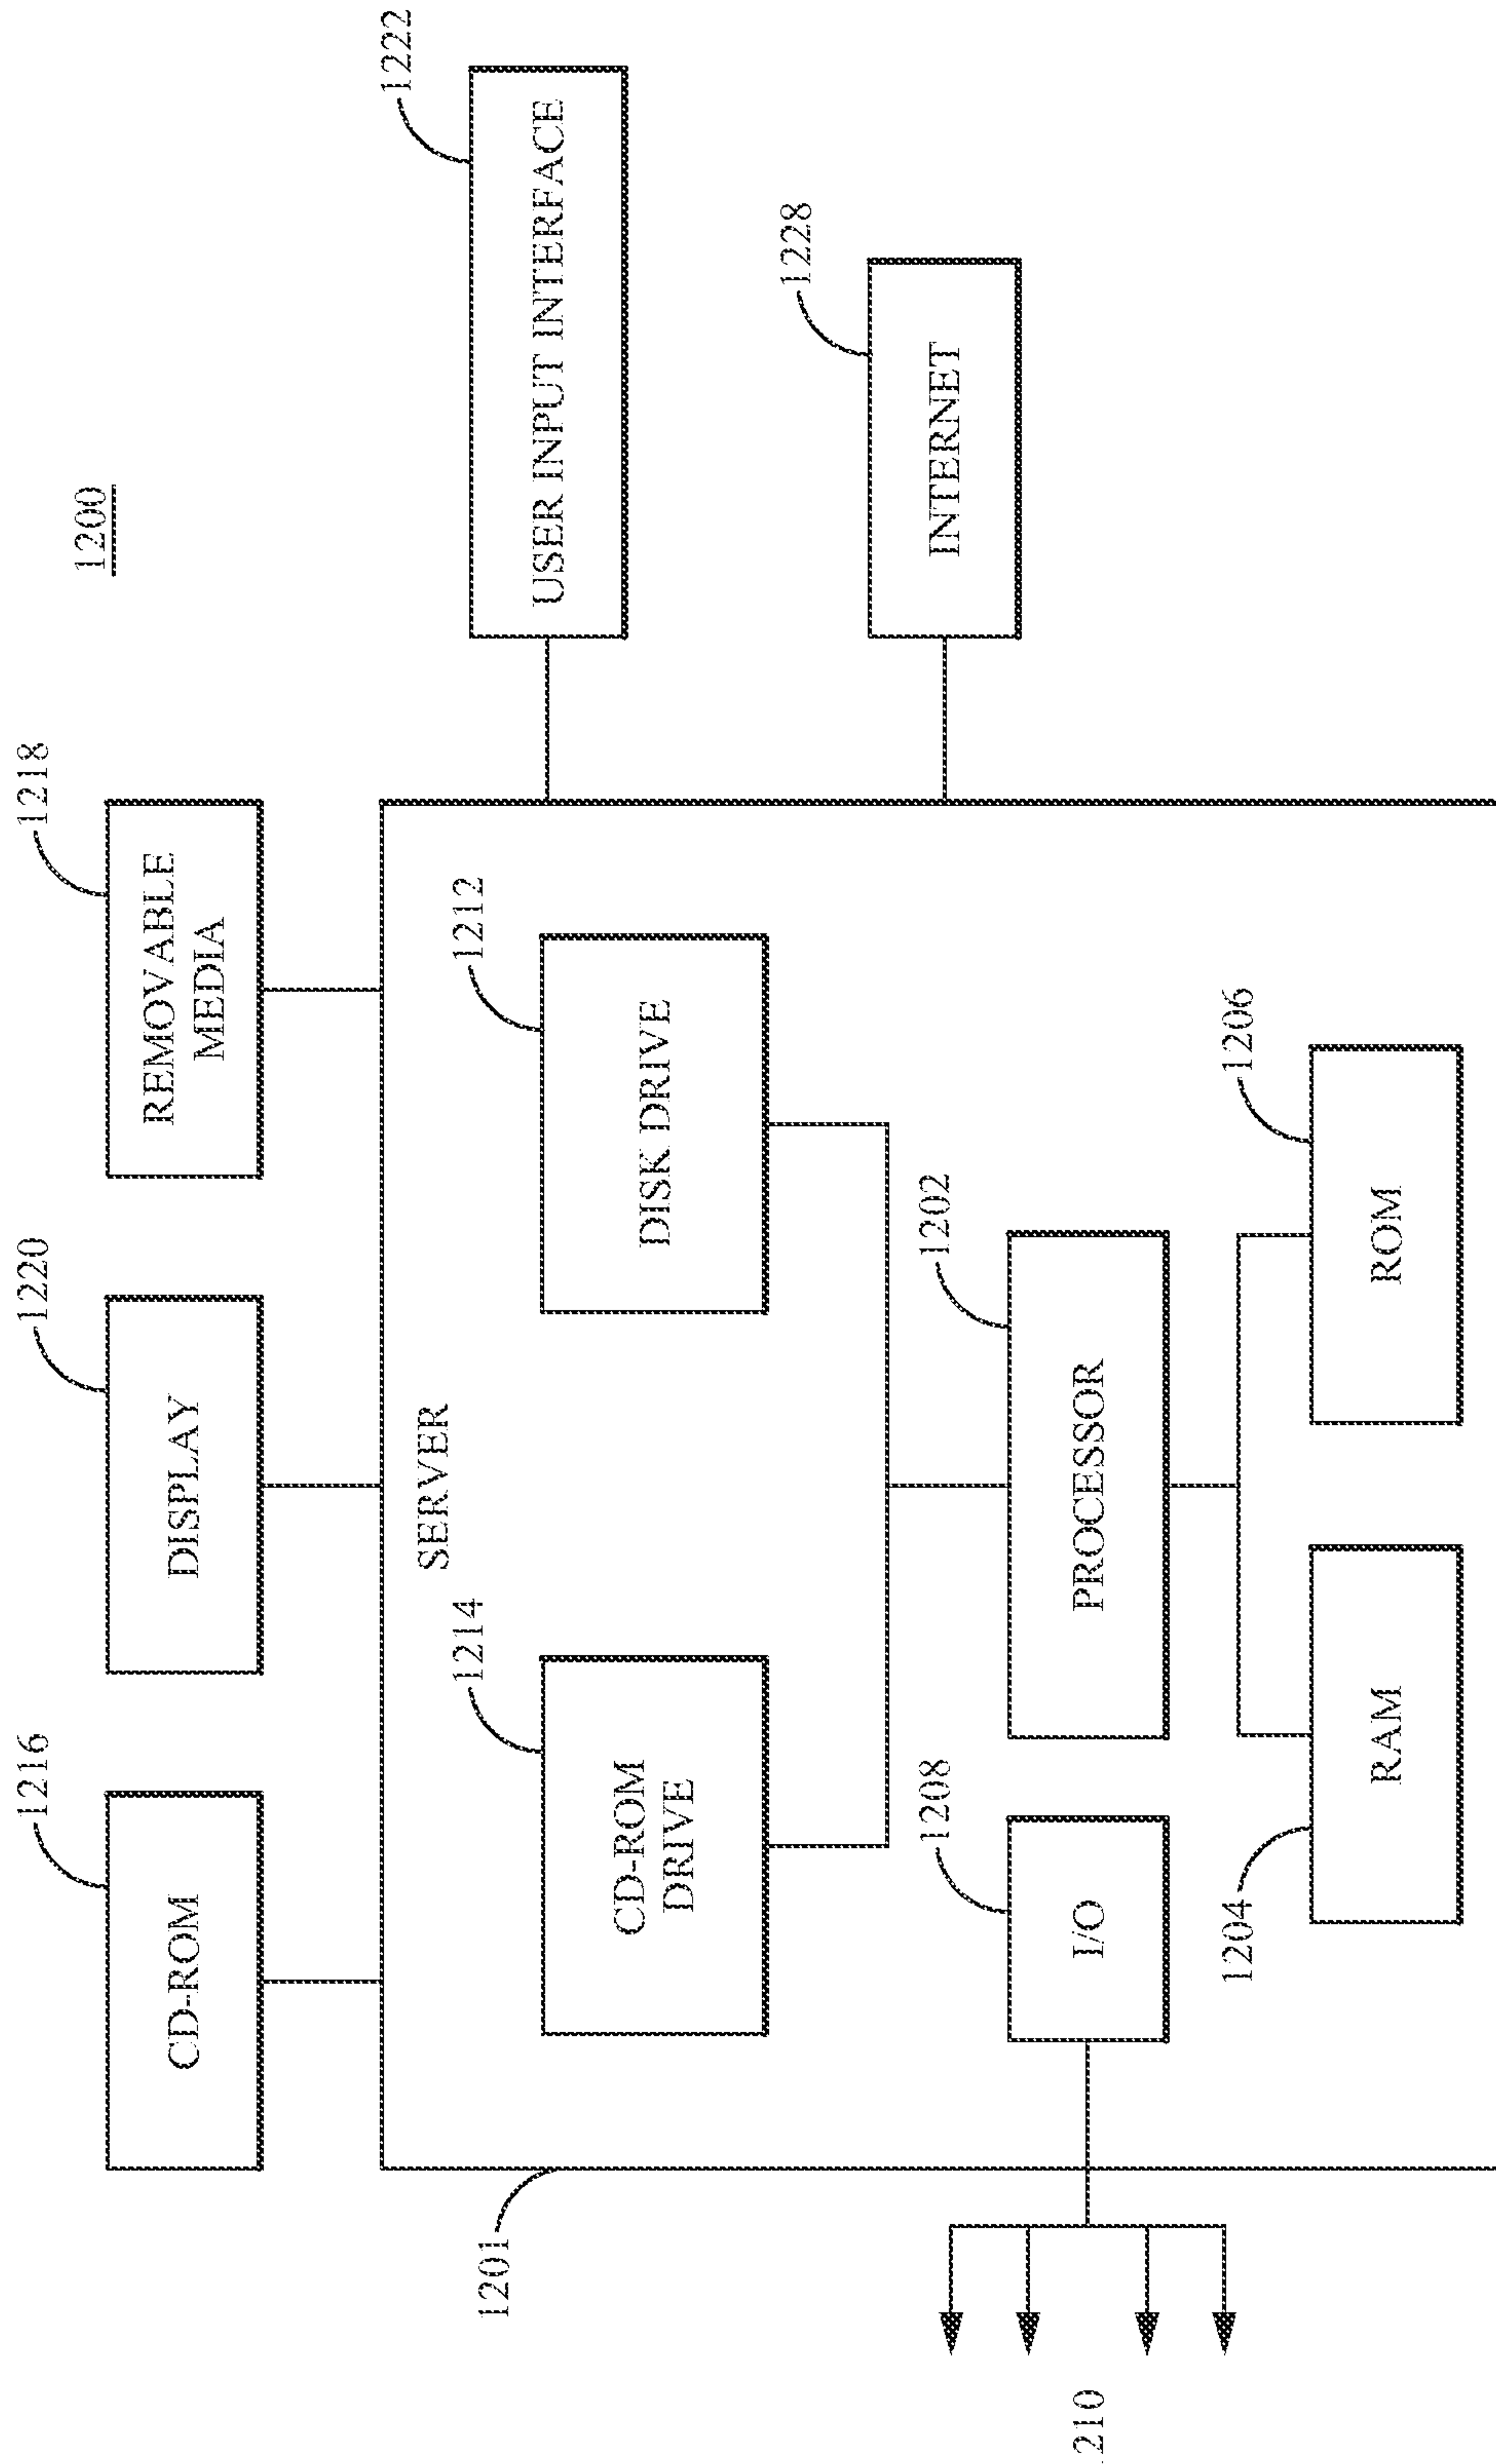 1200
1216
1220
1218
CD-ROM
DISPLAY
REMOVABLE
MEDIA
1222
USER INPUT INTERFACE
1201
SERVER
1214
1212
CD-ROM
DRIVE
DISK DRIVE
1228
INTERNET
1208
1202
I/O
PROCESSOR
1210
1204
1206
RAM
ROM